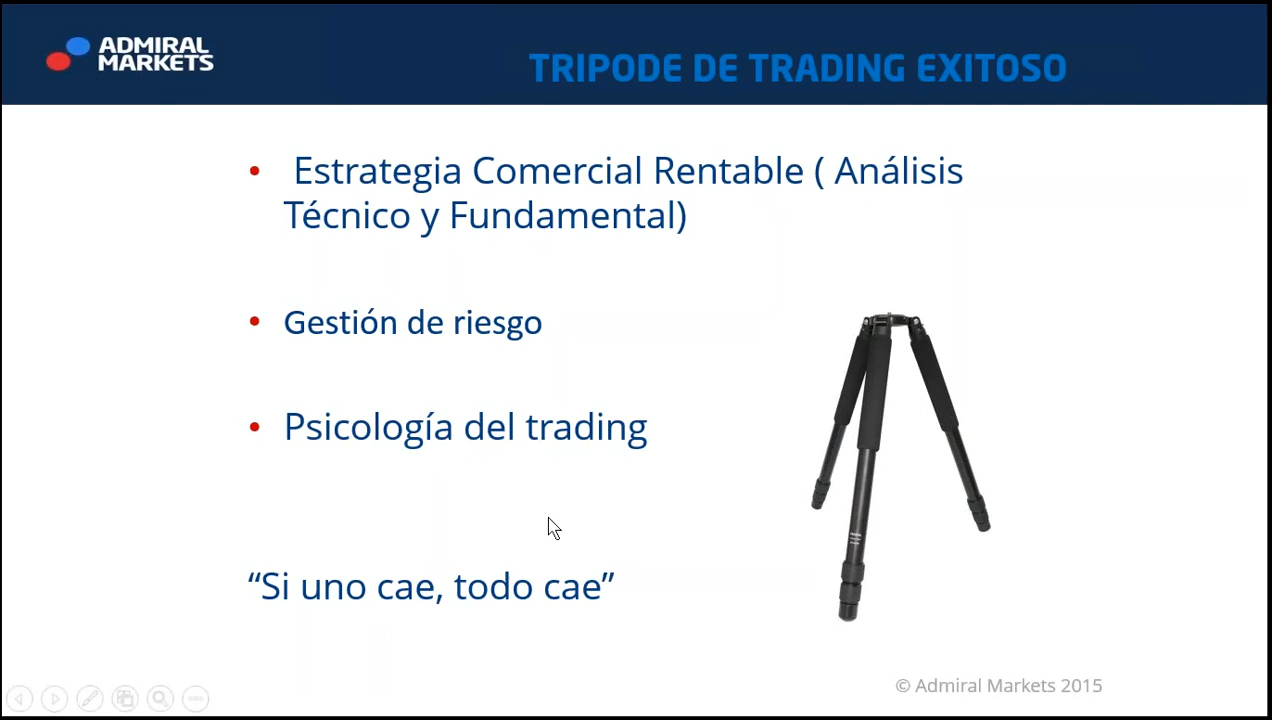 ADMIRAL
MARKETS
TRIPODE DE TRADING EXITOSO
• Estrategia Comercial Rentable ( Análisis
Técnico y Fundamental)
• Gestión de riesgo
• Psicología del trading
“Si uno cae, todo cae”
© Admiral Markets 2015